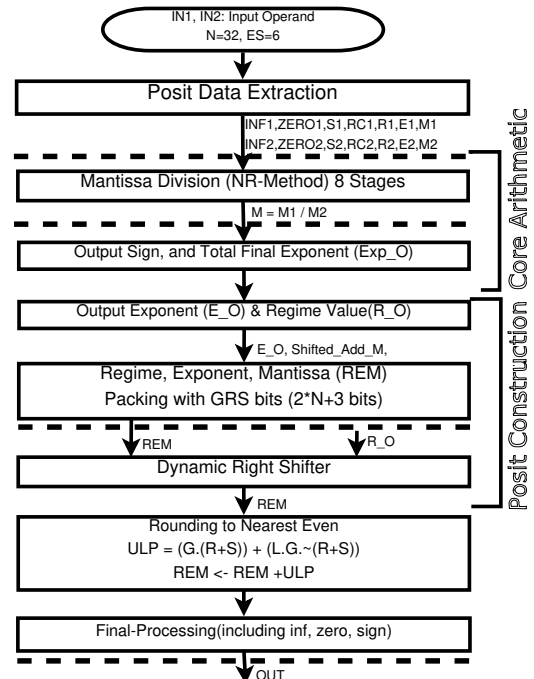 IN1, IN2: Input Operand
N=32, ES=6
Posit Data Extraction
INF1,ZERO1,S1,RC1,R1,E1,M1
INF2,ZERO2,S2,RC2,R2,E2,M2
Mantissa Division (NR-Method) 8 Stages
M = M1 / M2
Output Sign, and Total Final Exponent (Exp_O)
Core Arithmetic
Output Exponent (E_O) & Regime Value(R_O)
E_O, Shifted_Add_M,
Regime, Exponent, Mantissa (REM)
Packing with GRS bits (2*N+3 bits)
REM
R_O
Dynamic Right Shifter
REM
Posit Construction
Rounding to Nearest Even
ULP = (G.(R+S)) + (L.G.~(R+S))
REM <- REM +ULP
Final-Processing(including inf, zero, sign)
OUT